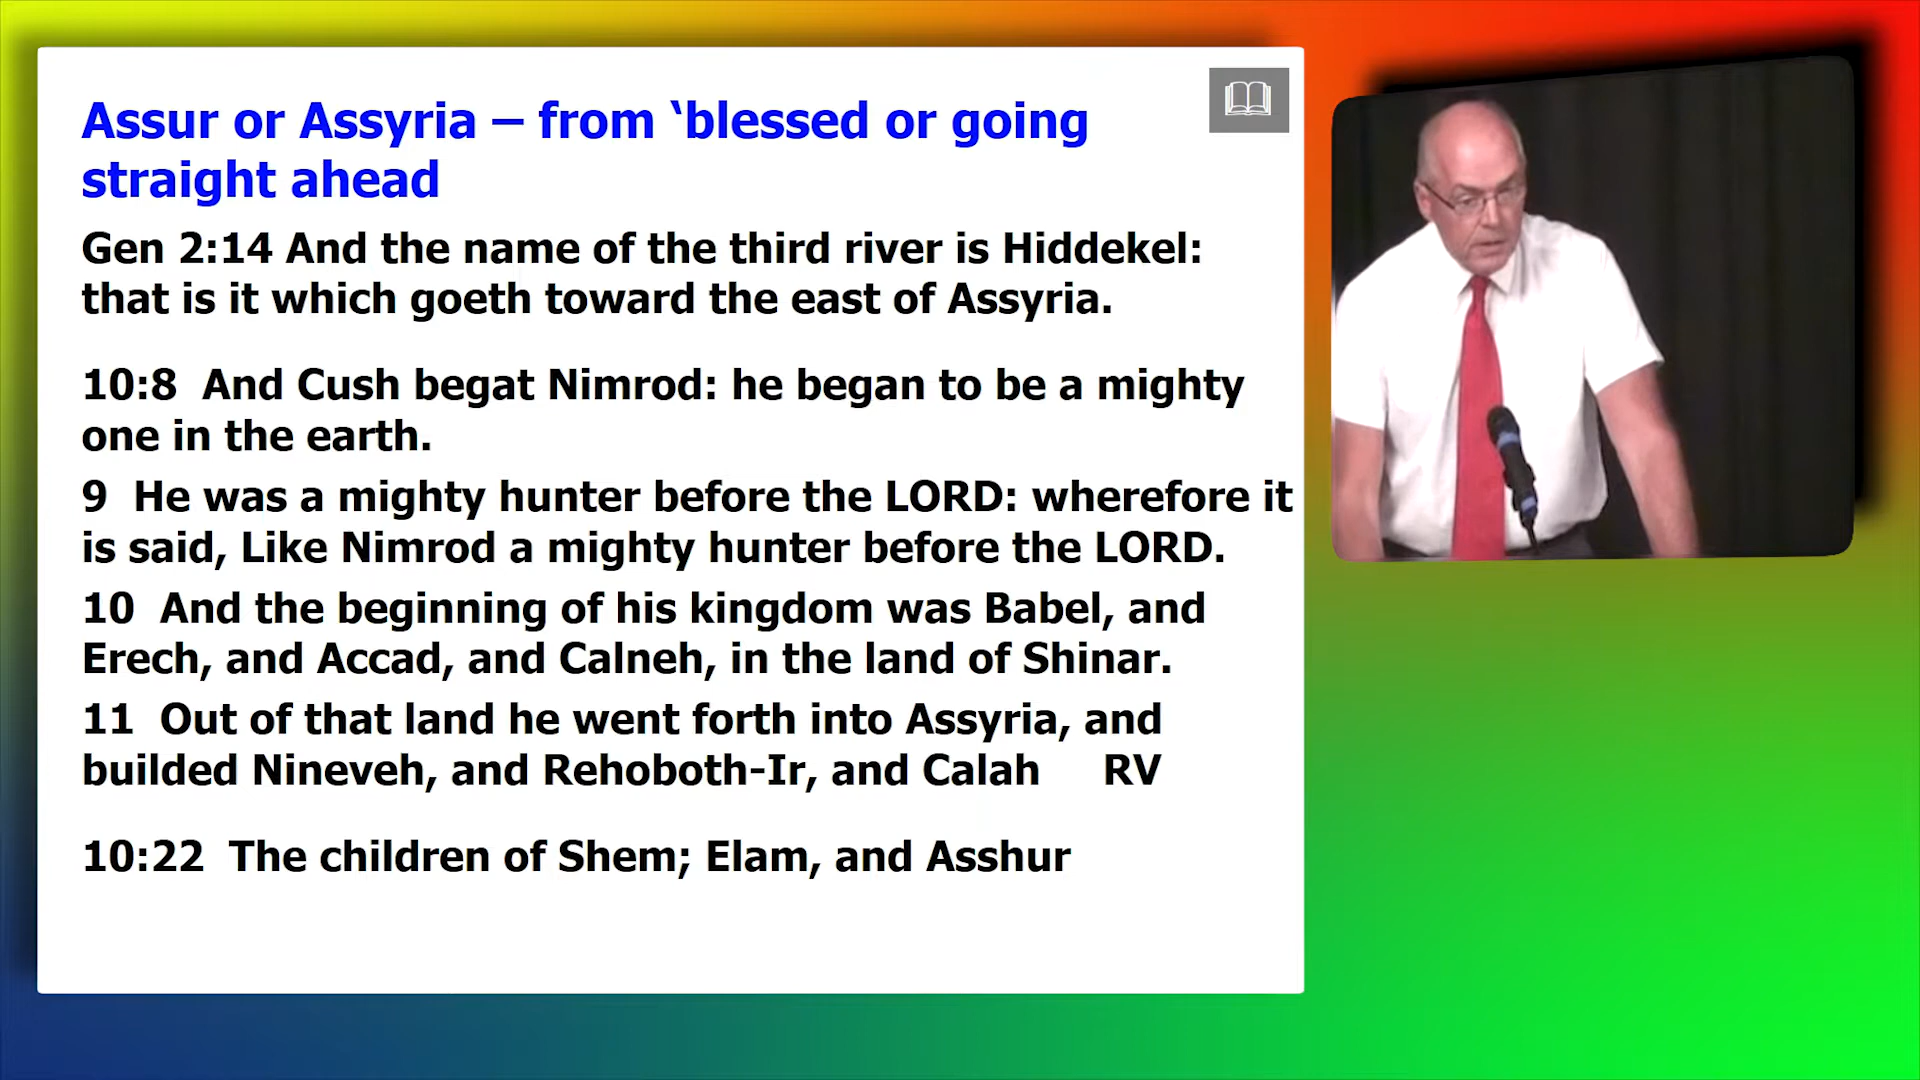 Assur or Assyria – from ‘blessed or going
straight ahead
Gen 2:14 And the name of the third river is Hiddekel:
that is it which goeth toward the east of Assyria.
10:8  And Cush begat Nimrod: he began to be a mighty
one in the earth.
9  He was a mighty hunter before the LORD: wherefore it
is said, Like Nimrod a mighty hunter before the LORD.
10  And the beginning of his kingdom was Babel, and
Erech, and Accad, and Calneh, in the land of Shinar.
11  Out of that land he went forth into Assyria, and
builded Nineveh, and Rehoboth-Ir, and Calah     RV
10:22  The children of Shem; Elam, and Asshur